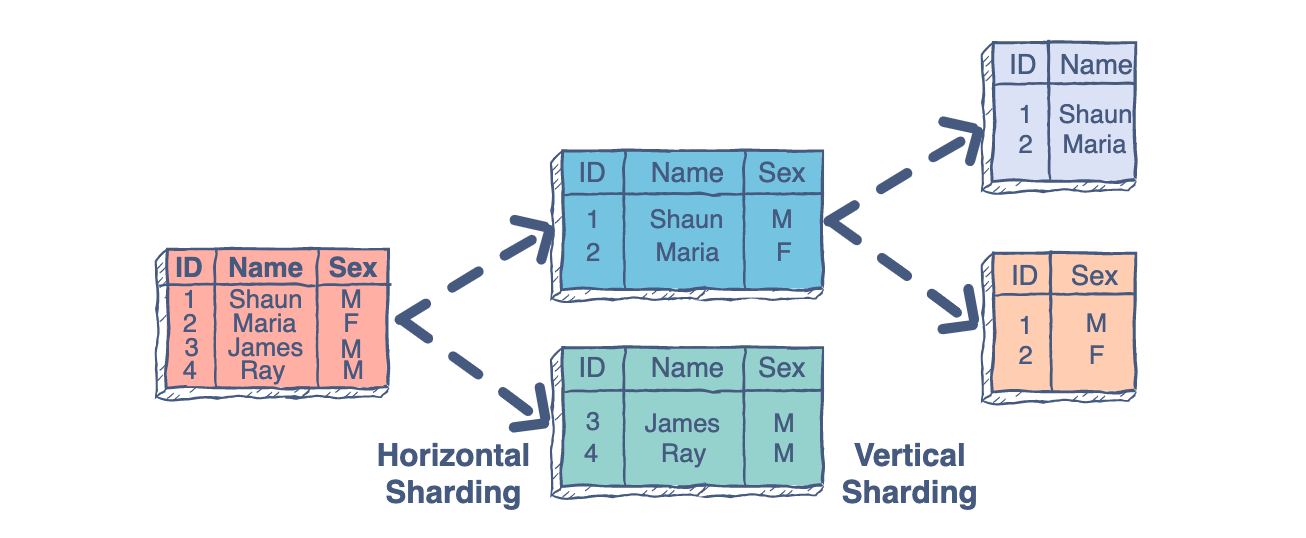 ID Name Sex
1 Shaun M
2 Maria F
3 James M
4 Ray M
Horizontal
Sharding
ID Name Sex
1 Shaun M
2 Maria F
ID Name Sex
3 James M
4 Ray M
Vertical
Sharding
ID Name
1 Shaun
2 Maria
ID Sex
1 M
2 F